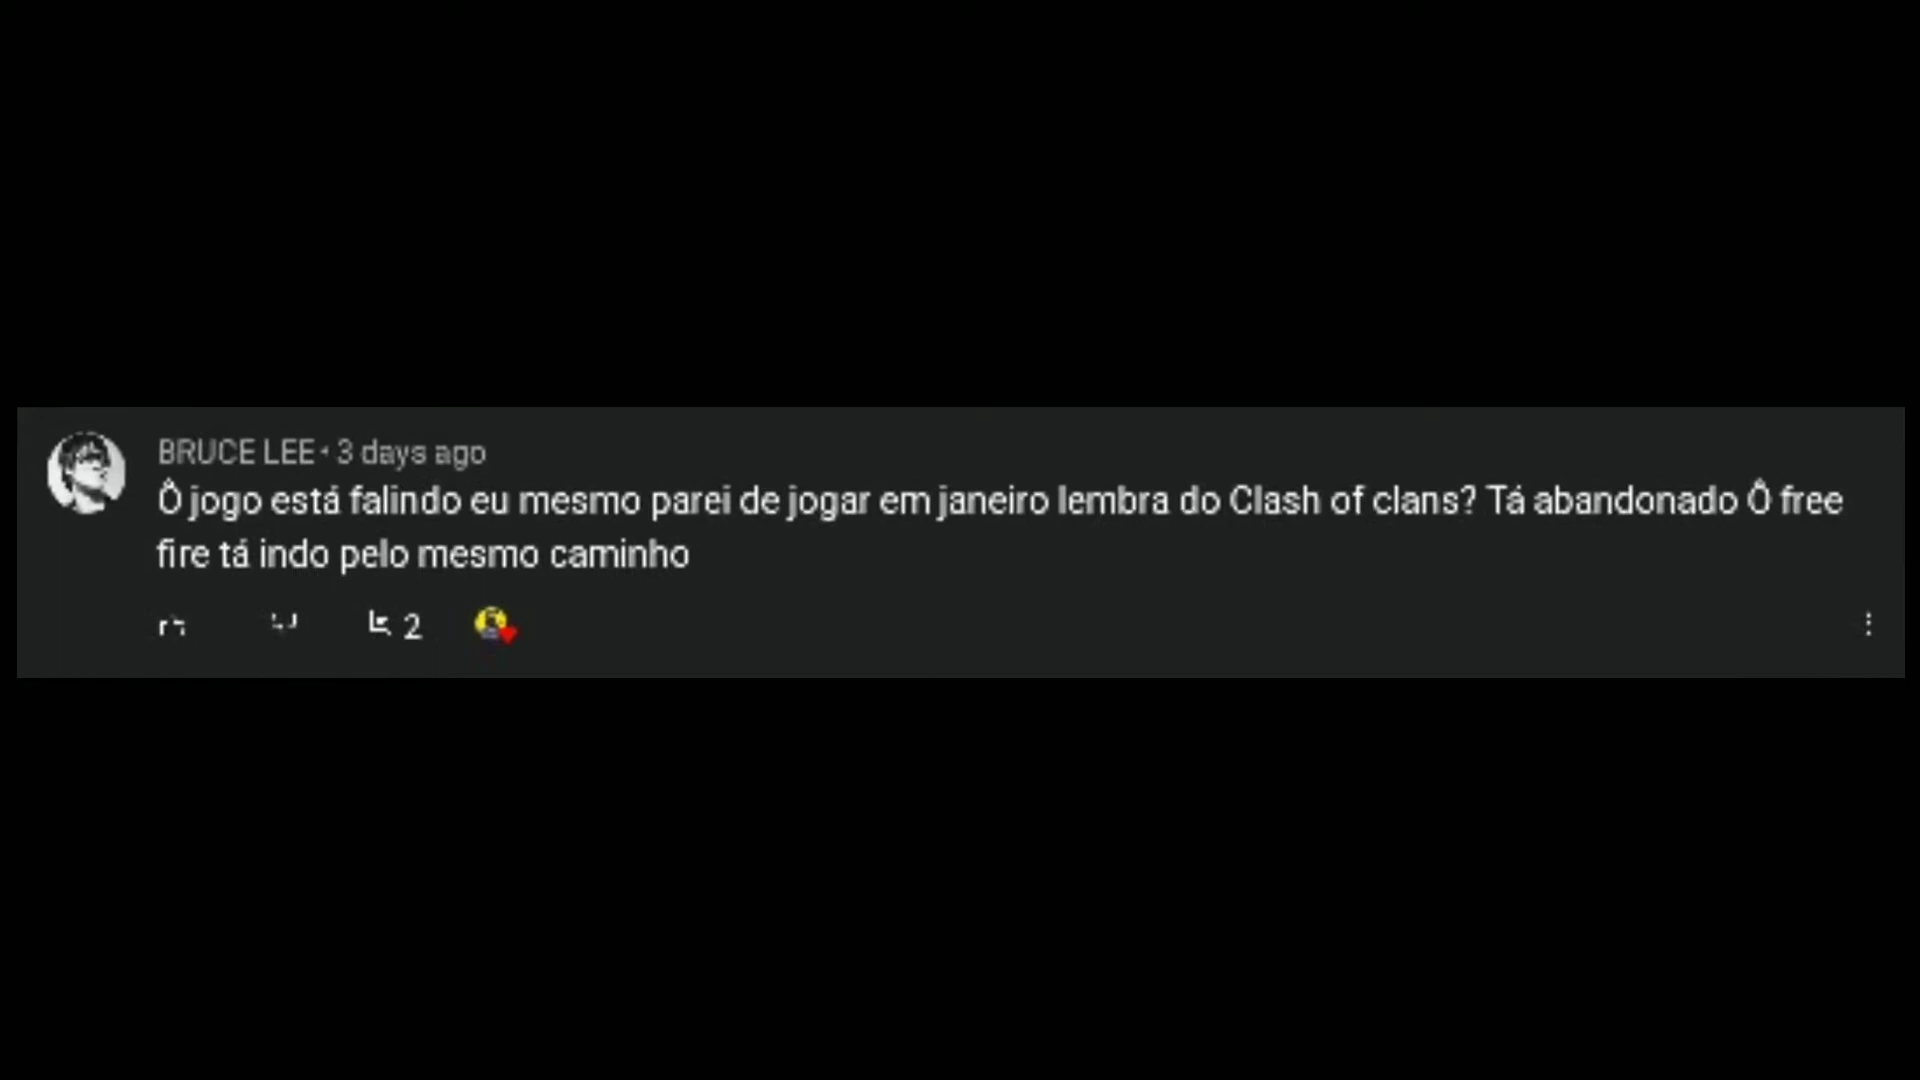 BRUCE LEE • 3 days ago
Ô jogo está falindo eu mesmo parei de jogar em janeiro lembra do Clash of clans? Tá abandonado Ô free
fire tá indo pelo mesmo caminho
2